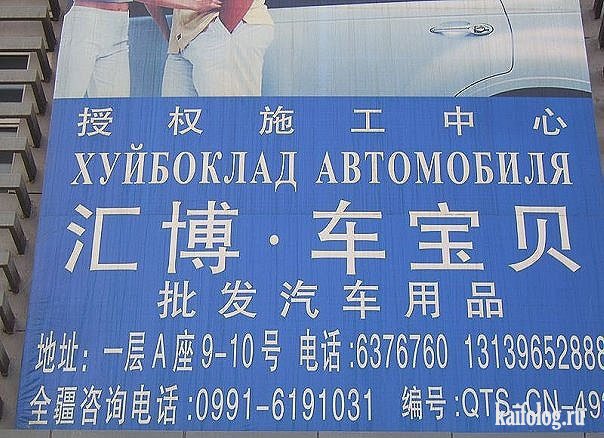 授权施工中心
ХУЙБОКЛАД АВТОМОБИЛЯ
汇博·车宝贝
批发汽车用品
地址: 一层A座9-10号 电话:6376760 13139652888
全疆咨询电话:0991-6191031 编号:QTS-CN-49
kaifolog.ru